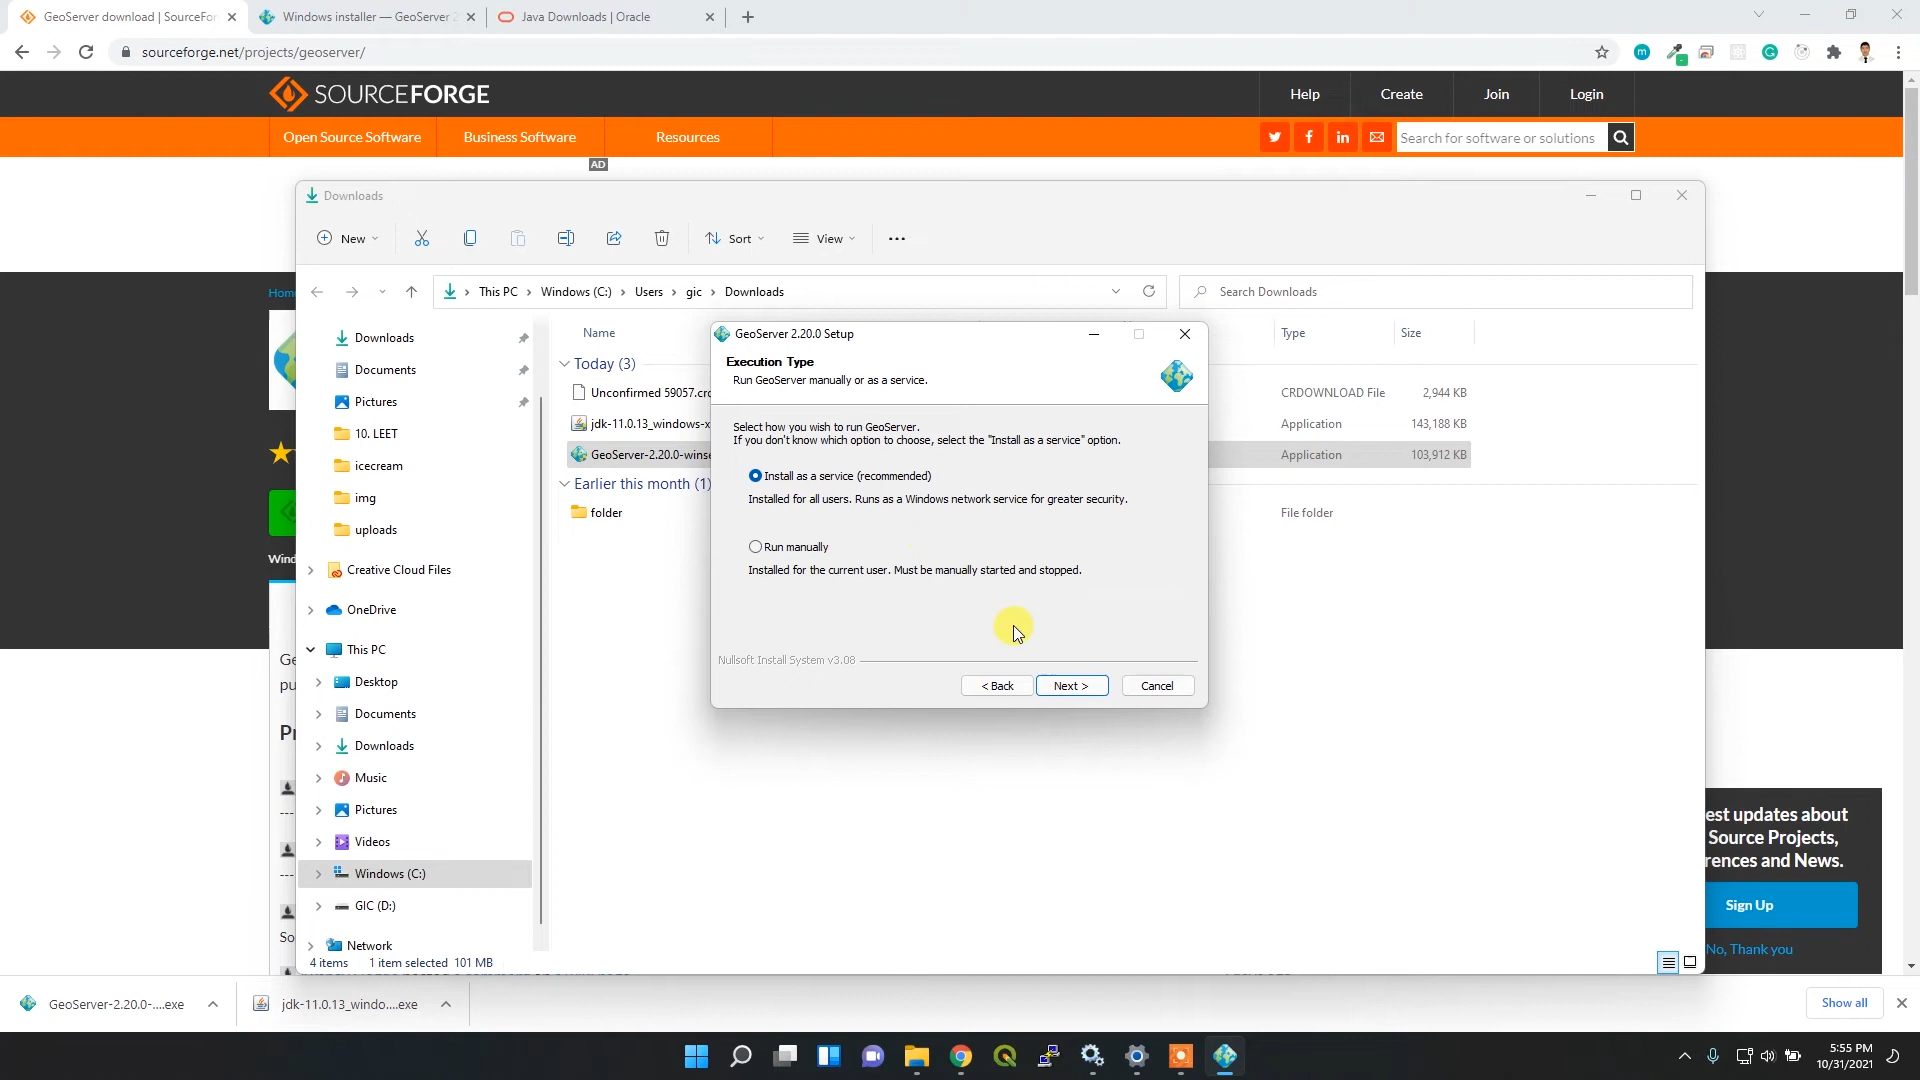 GeoServer download | SourceFor
Windows installer — GeoServer 2
Java Downloads | Oracle
sourceforge.net/projects/geoserver/
SOURCEFORGE
Help
Create
Join
Login
Open Source Software
Business Software
Resources
Search for software or solutions
AD
Downloads
New
Sort
View
This PC
Windows (C:)
Users
gic
Downloads
Search Downloads
Home
Name
Type
Size
Downloads
Documents
Pictures
10. LEET
icecream
img
uploads
Creative Cloud Files
OneDrive
This PC
Desktop
Documents
Downloads
Music
Pictures
Videos
Windows (C:)
GIC (D:)
Network
Today (3)
Unconfirmed 59057.crd
CRDOWNLOAD File
2,944 KB
jdk-11.0.13_windows-x
Application
143,188 KB
GeoServer-2.20.0-winse
Application
103,912 KB
Earlier this month (1)
folder
File folder
GeoServer 2.20.0 Setup
Execution Type
Run GeoServer manually or as a service.
Select how you wish to run GeoServer.
If you don't know which option to choose, select the "Install as a service" option.
Install as a service (recommended)
Installed for all users. Runs as a Windows network service for greater security.
Run manually
Installed for the current user. Must be manually started and stopped.
Nullsoft Install System v3.08
< Back
Next >
Cancel
4 items
1 item selected 101 MB
Wind
Ge
pu
Pr
So
est updates about
Source Projects,
rences and News.
Sign Up
No, Thank you
GeoServer-2.20.0-....exe
jdk-11.0.13_windo....exe
Show all
5:55 PM
10/31/2021